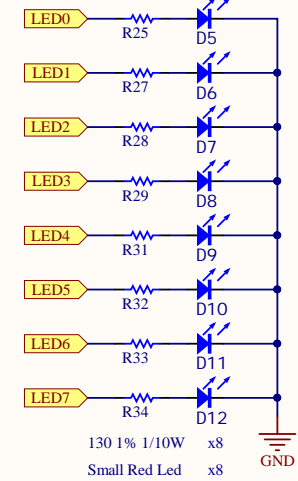 LED0
R25 D5
LED1
R27 D6
LED2
R28 D7
LED3
R29 D8
LED4
R31 D9
LED5
R32 D10
LED6
R33 D11
LED7
R34 D12
130 1% 1/10W x8
GND
Small Red Led x8